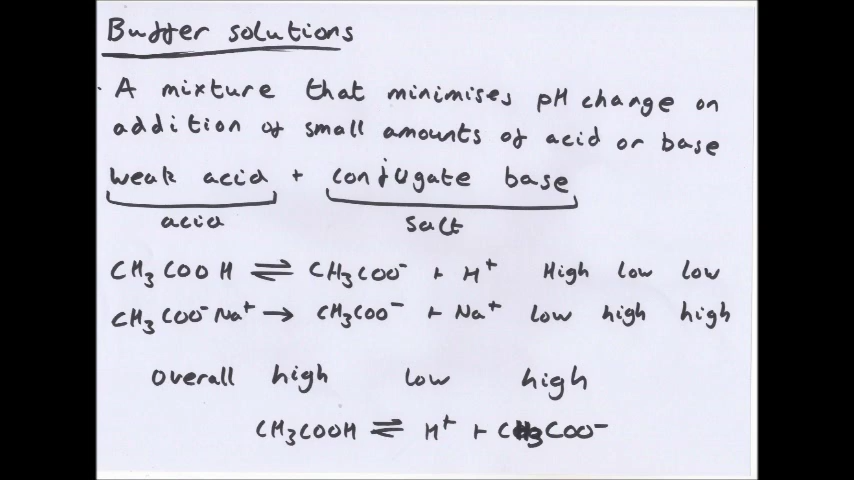 Buffer solutions
· A mixture that minimises pH change on
addition of small amounts of acid or base
weak acid + conjugate base
acid salt
CH₃COOH ⇌ CH₃COO⁻ + H⁺ High low low
CH₃COO⁻Na⁺ → CH₃COO⁻ + Na⁺ low high high
overall high low high
CH₃COOH ⇌ H⁺ + CH₃COO⁻